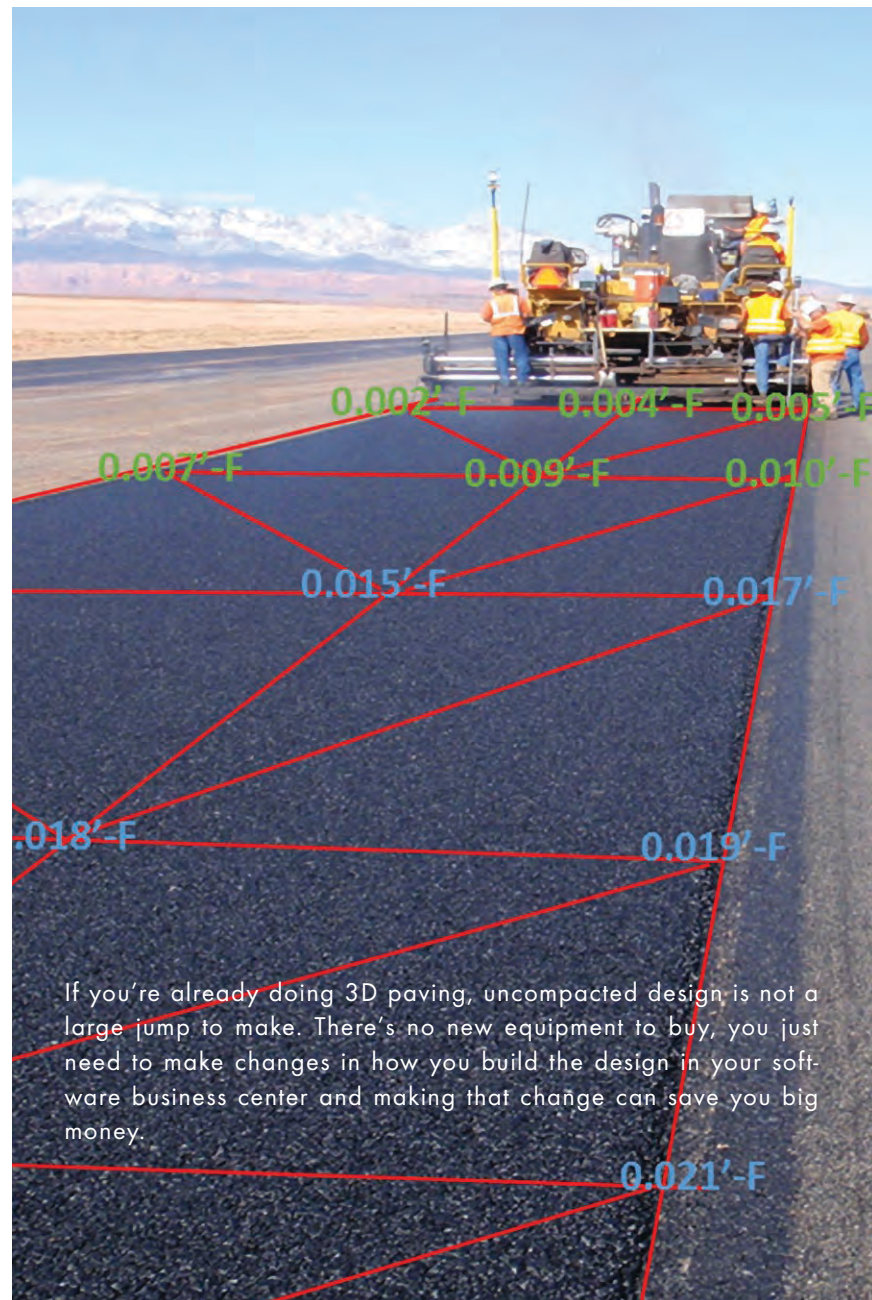 0.002'-F 0.004'-F 0.005'-F
0.007'-F 0.009'-F 0.010'-F
0.015'-F 0.017'-F
.018'-F 0.019'-F
If you're already doing 3D paving, uncompacted design is not a
large jump to make. There's no new equipment to buy, you just
need to make changes in how you build the design in your soft-
ware business center and making that change can save you big
money.
0.021'-F